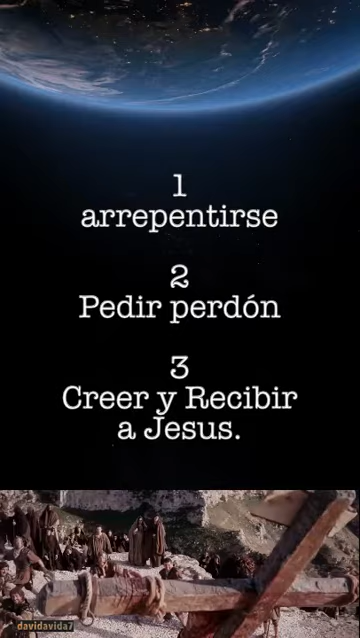 1
arrepentirse
2
Pedir perdón
3
Creer y Recibir
a Jesus.
davidavida7